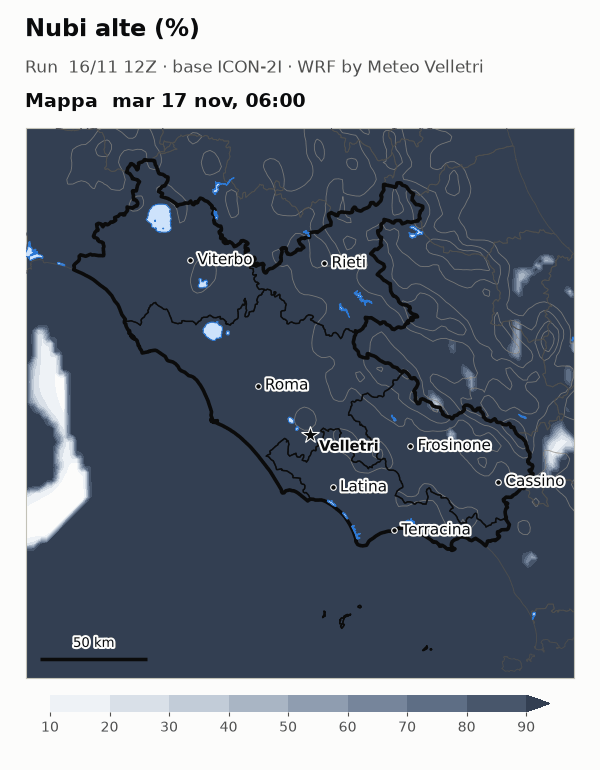 Nubi alte (%)
Run  16/11 12Z · base ICON-2I · WRF by Meteo Velletri
Mappa  mar 17 nov, 06:00
Viterbo
Rieti
Roma
Velletri
Frosinone
Cassino
Latina
Terracina
50 km
10 20 30 40 50 60 70 80 90